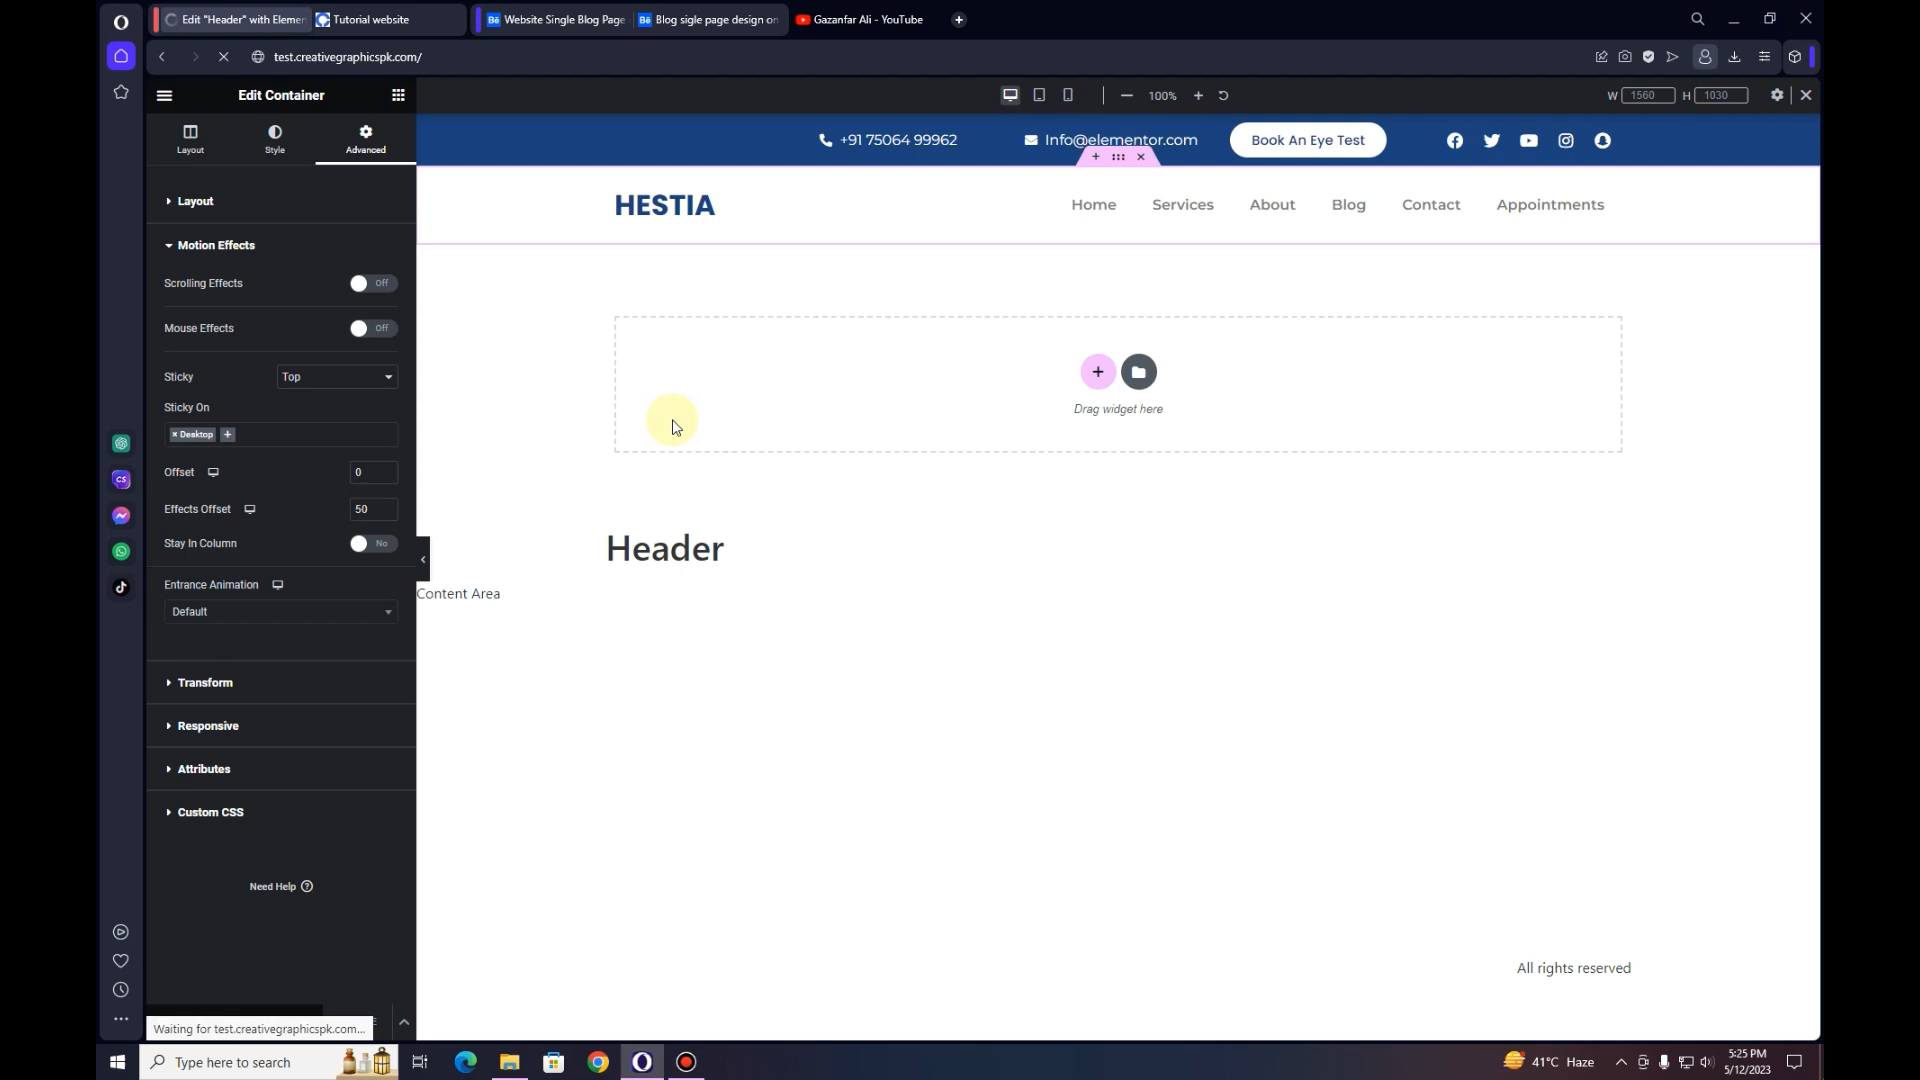 Edit "Header" with Elemen
Tutorial website
Bē Website Single Blog Page
Bē Blog sigle page design on
Gazanfar Ali - YouTube
test.creativegraphicspk.com/
Edit Container
100%
W 1560 H 1030
Layout
Style
Advanced
+91 75064 99962
Info@elementor.com
Book An Eye Test
Layout
HESTIA
Home
Services
About
Blog
Contact
Appointments
Motion Effects
Scrolling Effects
Off
Mouse Effects
Off
Sticky
Top
Sticky On
× Desktop +
Drag widget here
Offset
0
Effects Offset
50
Stay In Column
No
Header
Entrance Animation
Default
Content Area
Transform
Responsive
Attributes
Custom CSS
Need Help
All rights reserved
Waiting for test.creativegraphicspk.com...
Type here to search
41°C Haze
5:25 PM
5/12/2023